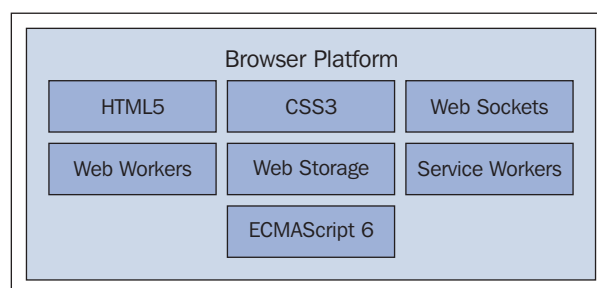 Browser Platform
HTML5 CSS3 Web Sockets
Web Workers Web Storage Service Workers
ECMAScript 6